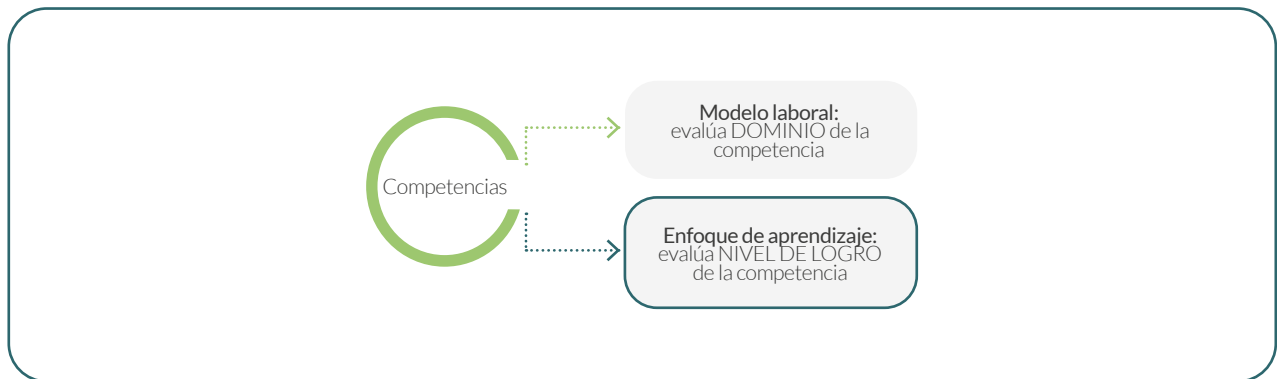 Competencias
Modelo laboral:
evalúa DOMINIO de la
competencia
Enfoque de aprendizaje:
evalúa NIVEL DE LOGRO
de la competencia